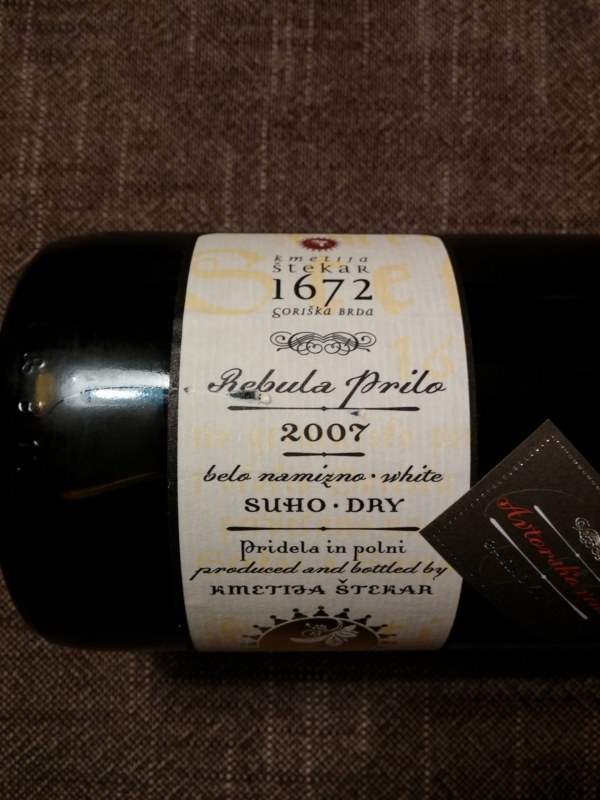 kmetija
štekar
1672
goriška brda
Rebula Prilo
2007
belo namizno · white
SUHO · DRY
Pridela in polni
produced and bottled by
KMETIJA ŠTEKAR
Avtorsko